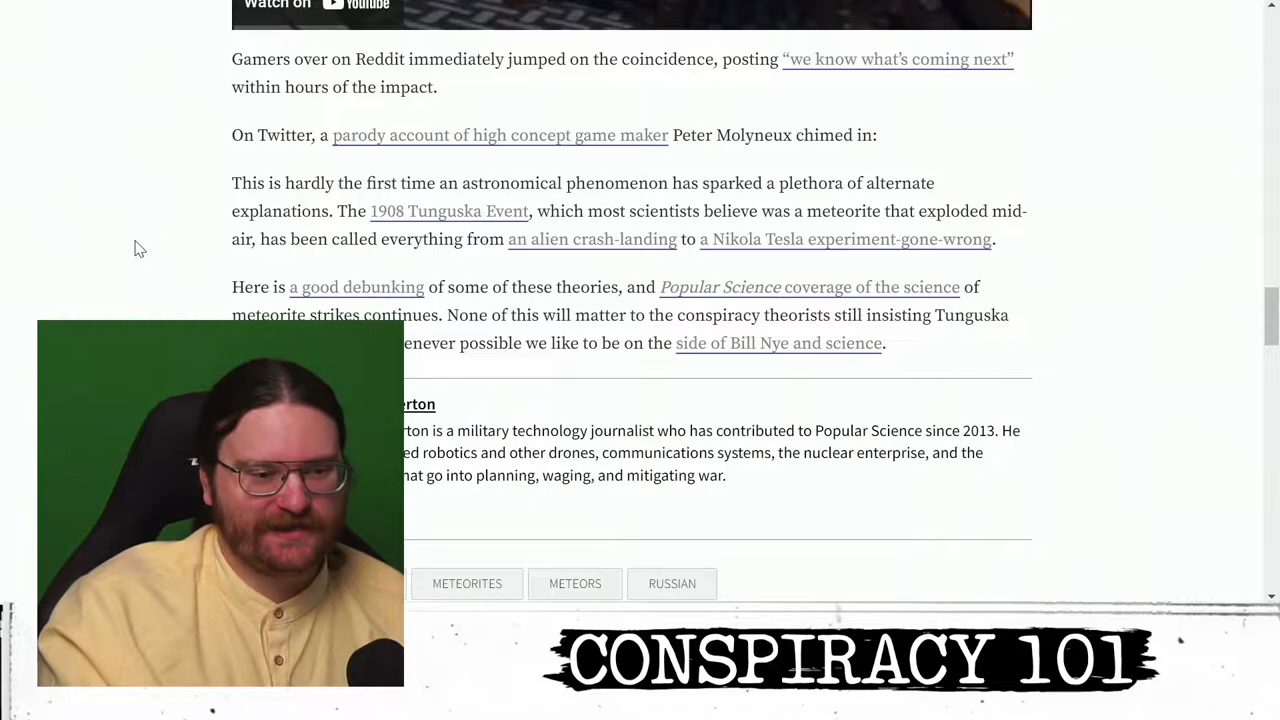 Watch on YouTube
Gamers over on Reddit immediately jumped on the coincidence, posting “we know what’s coming next”
within hours of the impact.
On Twitter, a parody account of high concept game maker Peter Molyneux chimed in:
This is hardly the first time an astronomical phenomenon has sparked a plethora of alternate
explanations. The 1908 Tunguska Event, which most scientists believe was a meteorite that exploded mid-
air, has been called everything from an alien crash-landing to a Nikola Tesla experiment-gone-wrong.
Here is a good debunking of some of these theories, and Popular Science coverage of the science of
meteorite strikes continues. None of this will matter to the conspiracy theorists still insisting Tunguska
enever possible we like to be on the side of Bill Nye and science.
erton
rton is a military technology journalist who has contributed to Popular Science since 2013. He
ed robotics and other drones, communications systems, the nuclear enterprise, and the
hat go into planning, waging, and mitigating war.
METEORITES METEORS RUSSIAN
CONSPIRACY 101